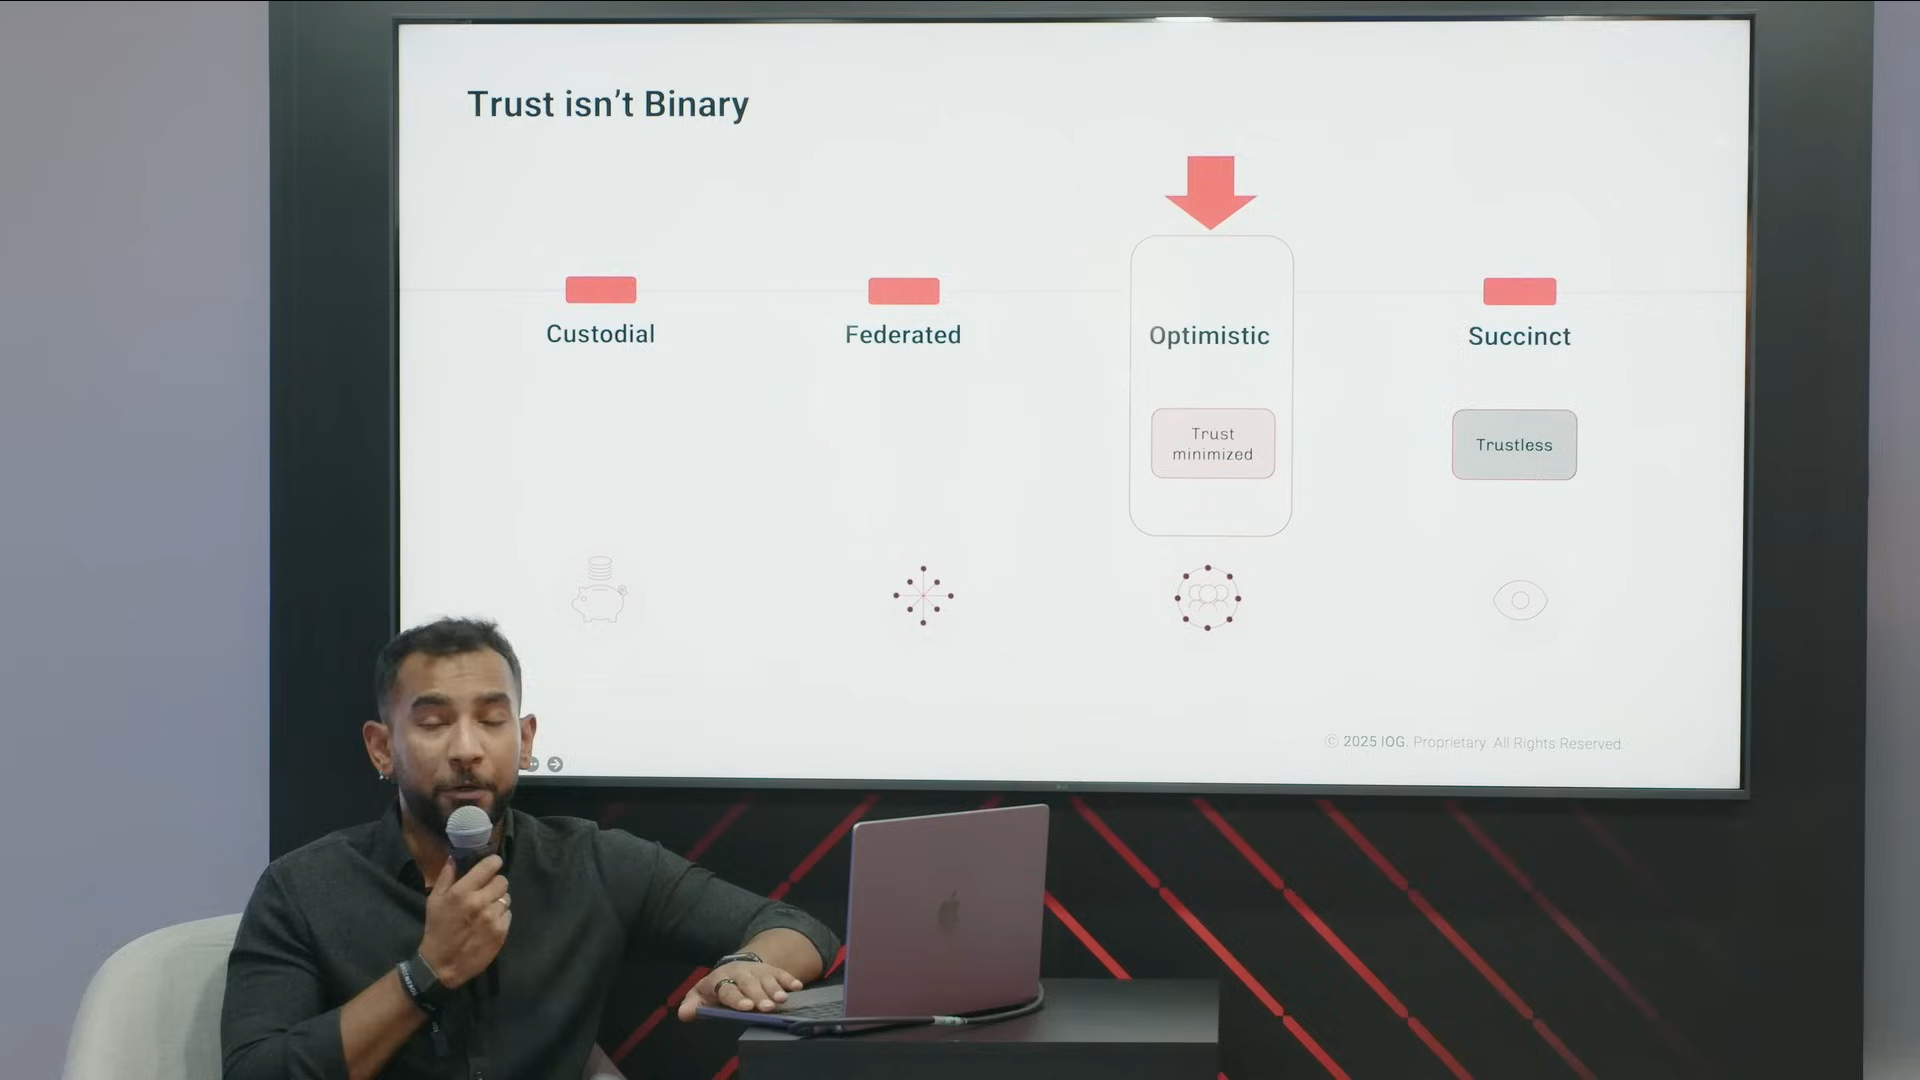 Trust isn't Binary
Custodial
Federated
Optimistic
Succinct
Trust
minimized
Trustless
© 2025 IOG. Proprietary. All Rights Reserved.